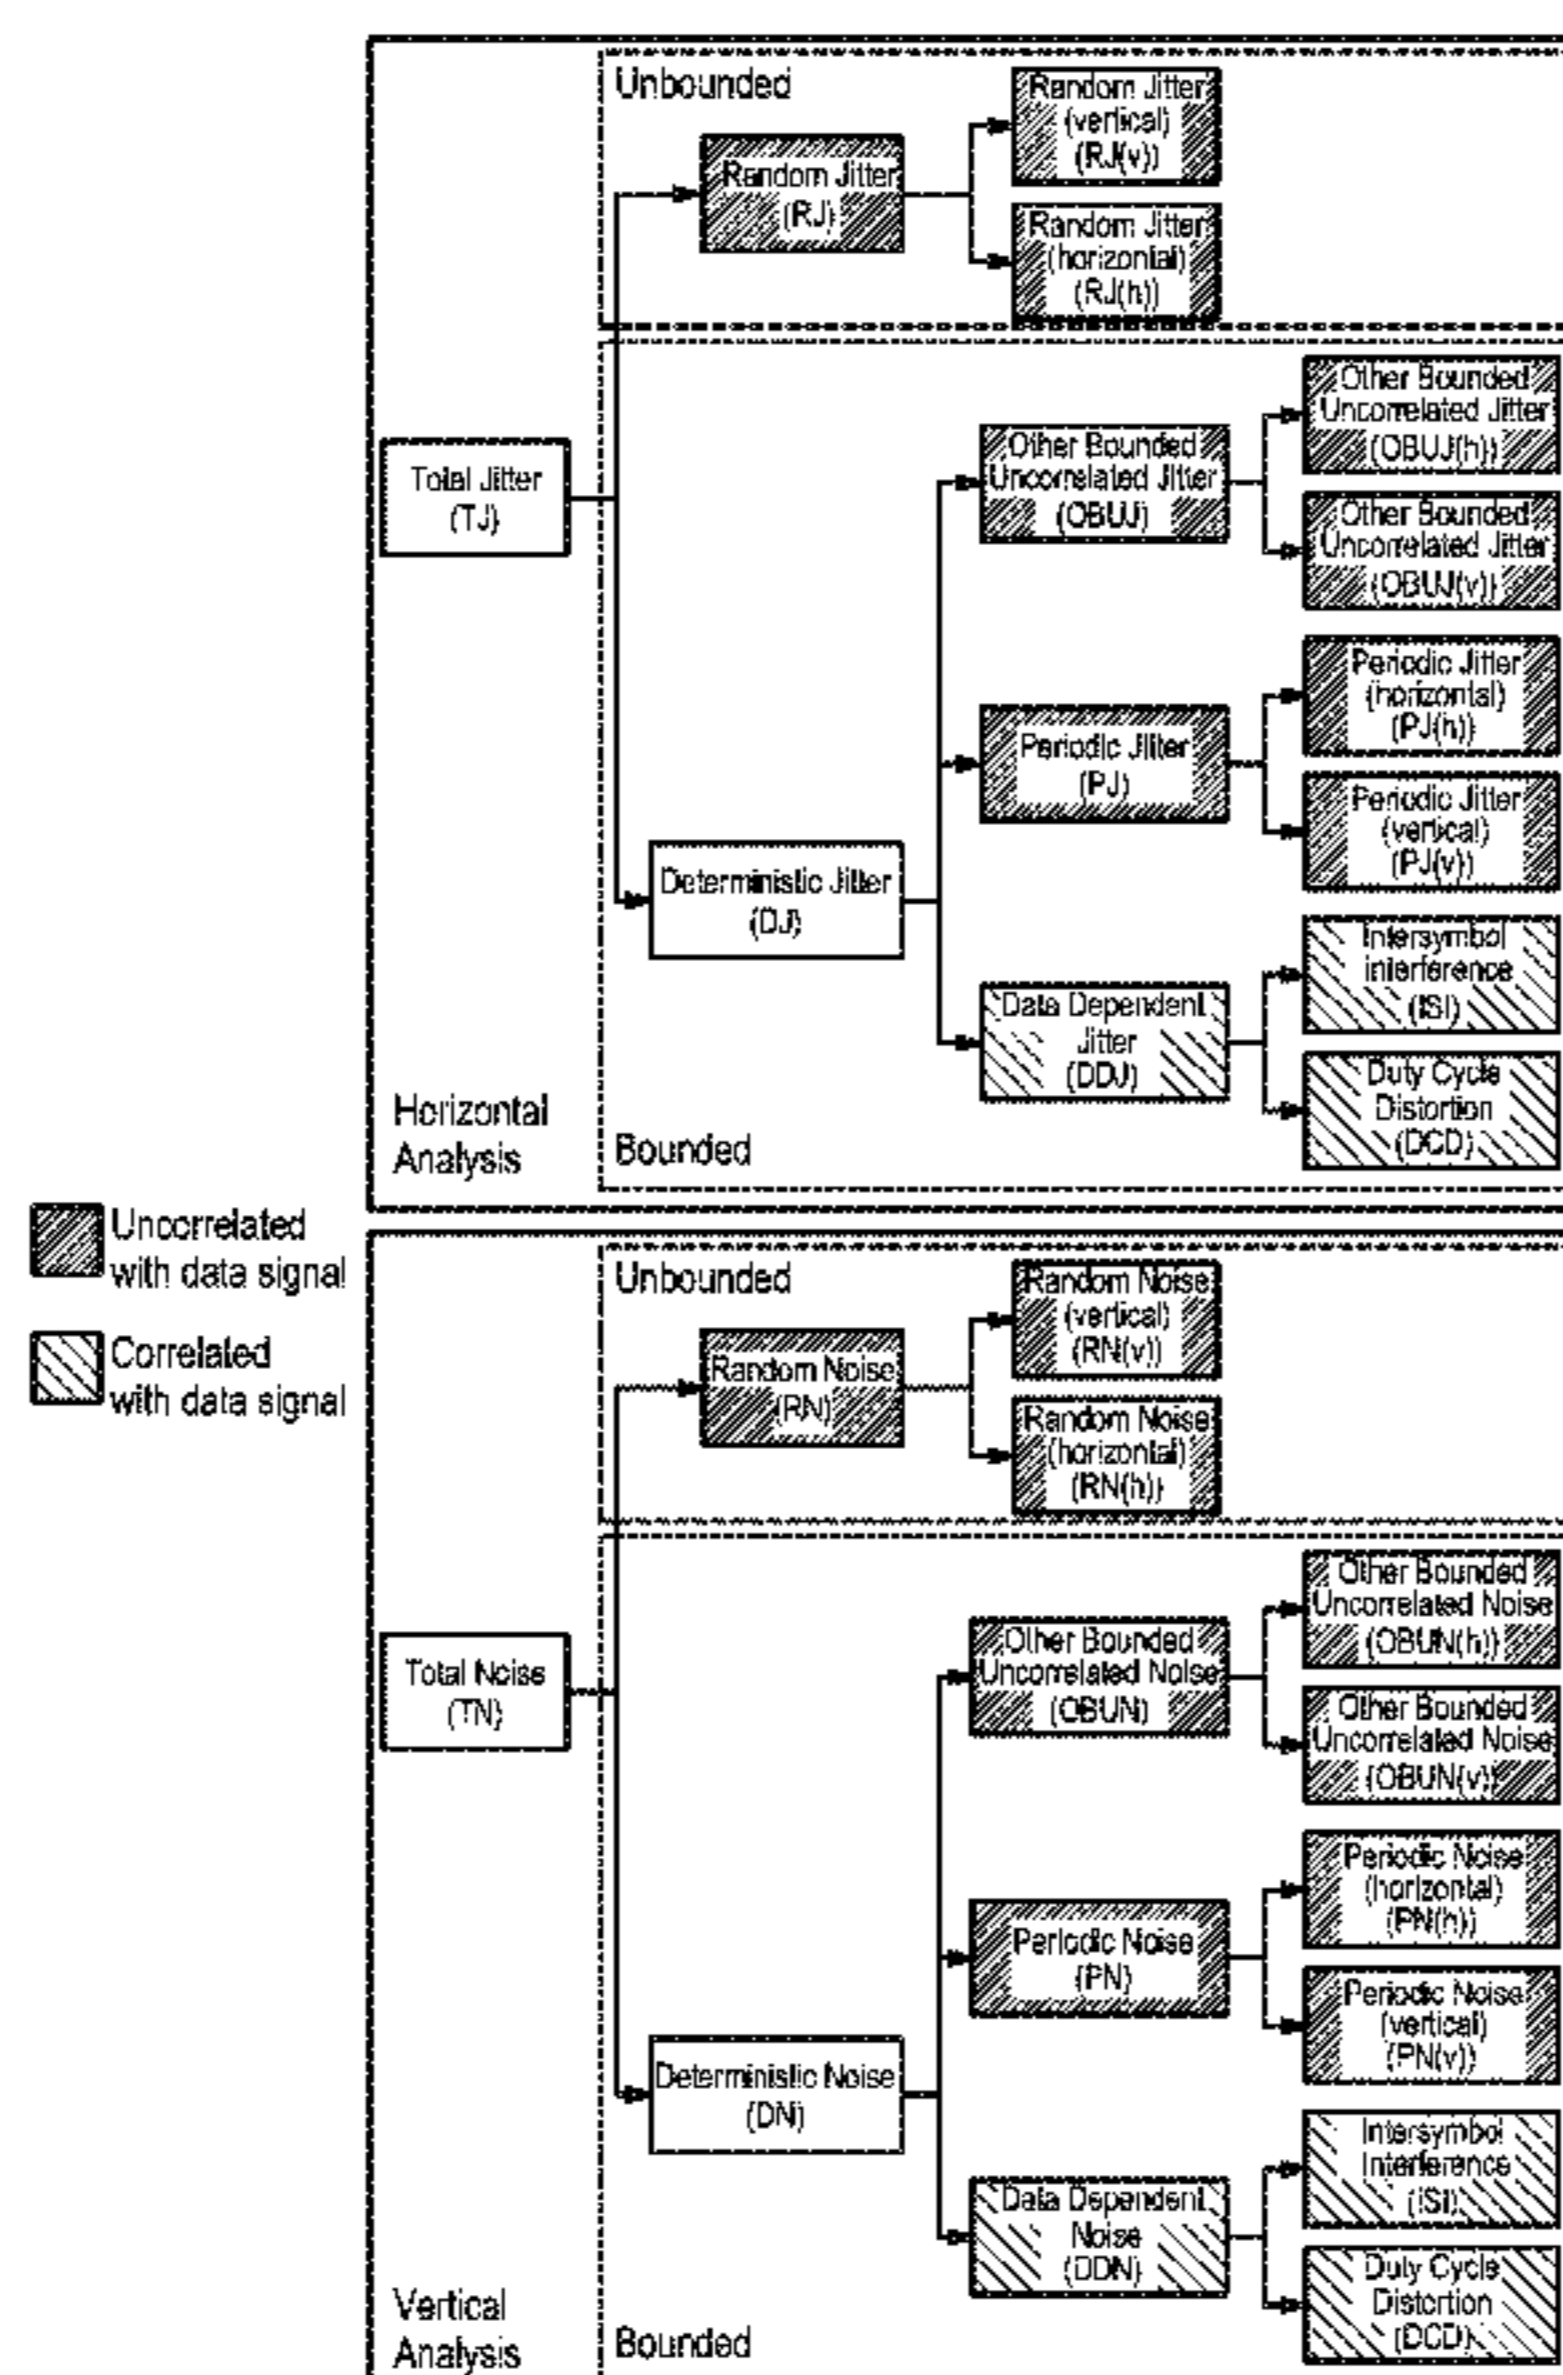 Unbounded
Random Jitter
(vertical)
(RJ(v))
Random Jitter
(RJ)
Random Jitter
(horizontal)
(RJ(h))
Other Bounded
Uncorrelated Jitter
(OBUJ(h))
Other Bounded
Uncorrelated Jitter
(OBUJ)
Total Jitter
(TJ)
Other Bounded
Uncorrelated Jitter
(OBUJ(v))
Periodic Jitter
(horizontal)
(PJ(h))
Periodic Jitter
(PJ)
Periodic Jitter
(vertical)
(PJ(v))
Deterministic Jitter
(DJ)
Intersymbol
Interference
(ISI)
Data Dependent
Jitter
(DDJ)
Duty Cycle
Distortion
(DCD)
Horizontal
Analysis
Bounded
Uncorrelated
with data signal
Correlated
with data signal
Unbounded
Random Noise
(vertical)
(RN(v))
Random Noise
(RN)
Random Noise
(horizontal)
(RN(h))
Other Bounded
Uncorrelated Noise
(OBUN(h))
Other Bounded
Uncorrelated Noise
(OBUN)
Total Noise
(TN)
Other Bounded
Uncorrelated Noise
(OBUN(v))
Periodic Noise
(horizontal)
(PN(h))
Periodic Noise
(PN)
Periodic Noise
(vertical)
(PN(v))
Deterministic Noise
(DN)
Intersymbol
Interference
(ISI)
Data Dependent
Noise
(DDN)
Duty Cycle
Distortion
(DCD)
Vertical
Analysis
Bounded